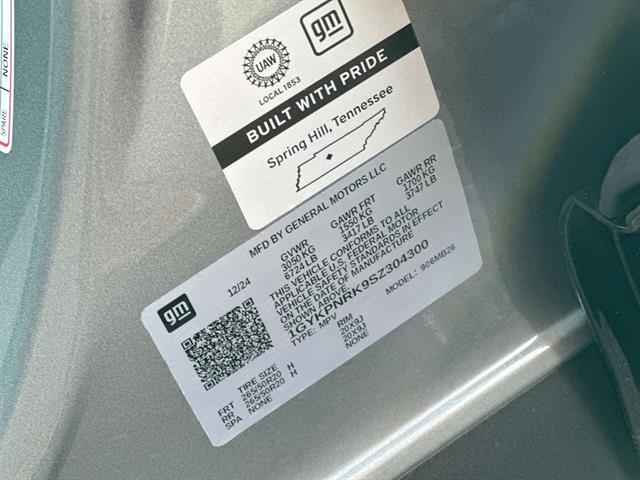 SPARE NONE
UAW
LOCAL 1853
gm
BUILT WITH PRIDE
Spring Hill, Tennessee
MFD BY GENERAL MOTORS LLC
12/24 GVWR GAWR FRT GAWR RR
3050 KG 1550 KG 1700 KG
6724 LB 3417 LB 3747 LB
THIS VEHICLE CONFORMS TO ALL
APPLICABLE U.S. FEDERAL MOTOR
VEHICLE SAFETY STANDARDS IN EFFECT
ON THE DATE OF MANUFACTURE
SHOWN ABOVE.
1GYKPNRK9SZ304300
TYPE: MPV MODEL: 906MB26
gm
TIRE SIZE RIM
FRT 265/50R20 H 20X9J
RR 265/50R20 H 20X9J
SPA NONE NONE